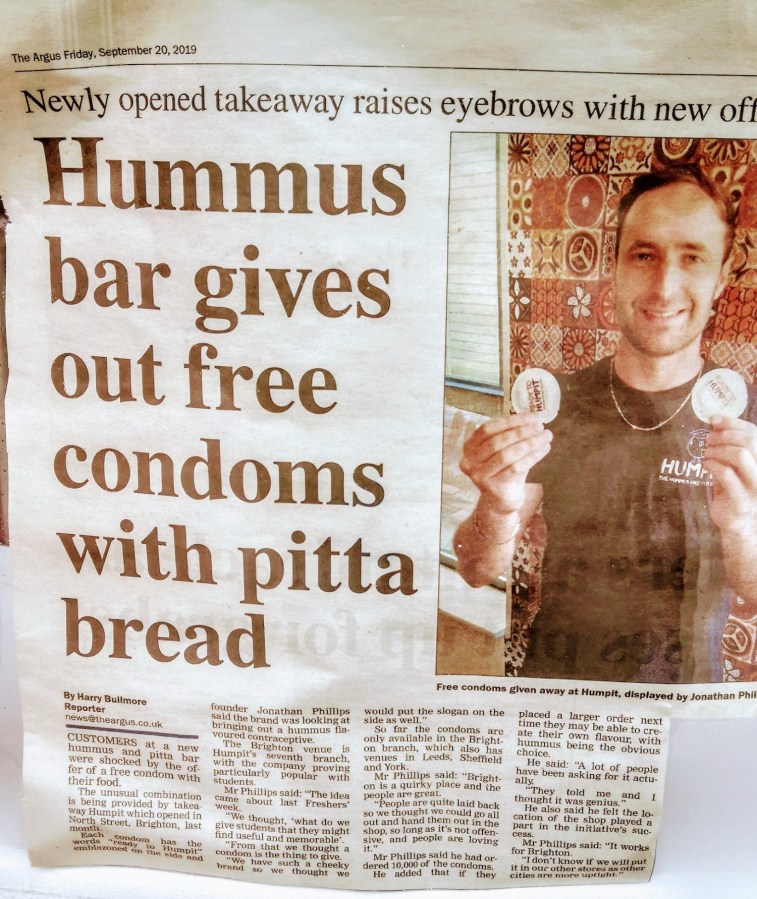 The Argus Friday, September 20, 2019
Newly opened takeaway raises eyebrows with new off
Hummus
bar gives
out free
condoms
with pitta
bread
HUMPIT
HUMPIT
HUMP
Free condoms given away at Humpit, displayed by Jonathan Phil
By Harry Bullmore
Reporter
news@theargus.co.uk
CUSTOMERS at a new
hummus and pitta bar
were shocked by the of-
fer of a free condom with
their food.
The unusual combination
is being provided by takea-
way Humpit which opened in
North Street, Brighton, last
month.
Each condom has the
words "ready to Humpit"
emblazoned on the side and
founder Jonathan Phillips
said the brand was looking at
bringing out a hummus fla-
voured contraceptive.
The Brighton venue is
Humpit's seventh branch,
with the company proving
particularly popular with
students.
Mr Phillips said: "The idea
came about last Freshers'
week.
"We thought, 'what do we
give students that they might
find useful and memorable'.
"From that we thought a
condom is the thing to give.
"We have such a cheeky
brand so we thought we
would put the slogan on the
side as well."
So far the condoms are
only available in the Bright-
on branch, which also has
venues in Leeds, Sheffield
and York.
Mr Phillips said: "Bright-
on is a quirky place and the
people are great.
"People are quite laid back
so we thought we could go all
out and hand them out in the
shop, so long as it's not offen-
sive, and people are loving
it."
Mr Phillips said he had or-
dered 10,000 of the condoms.
He added that if they
placed a larger order next
time they may be able to cre-
ate their own flavour, with
hummus being the obvious
choice.
He said: "A lot of people
have been asking for it actu-
ally.
"They told me and I
thought it was genius."
He also said he felt the lo-
cation of the shop played a
part in the initiative's suc-
cess.
Mr Phillips said: "It works
for Brighton.
"I don't know if we will put
it in our other stores as other
cities are more uptight."